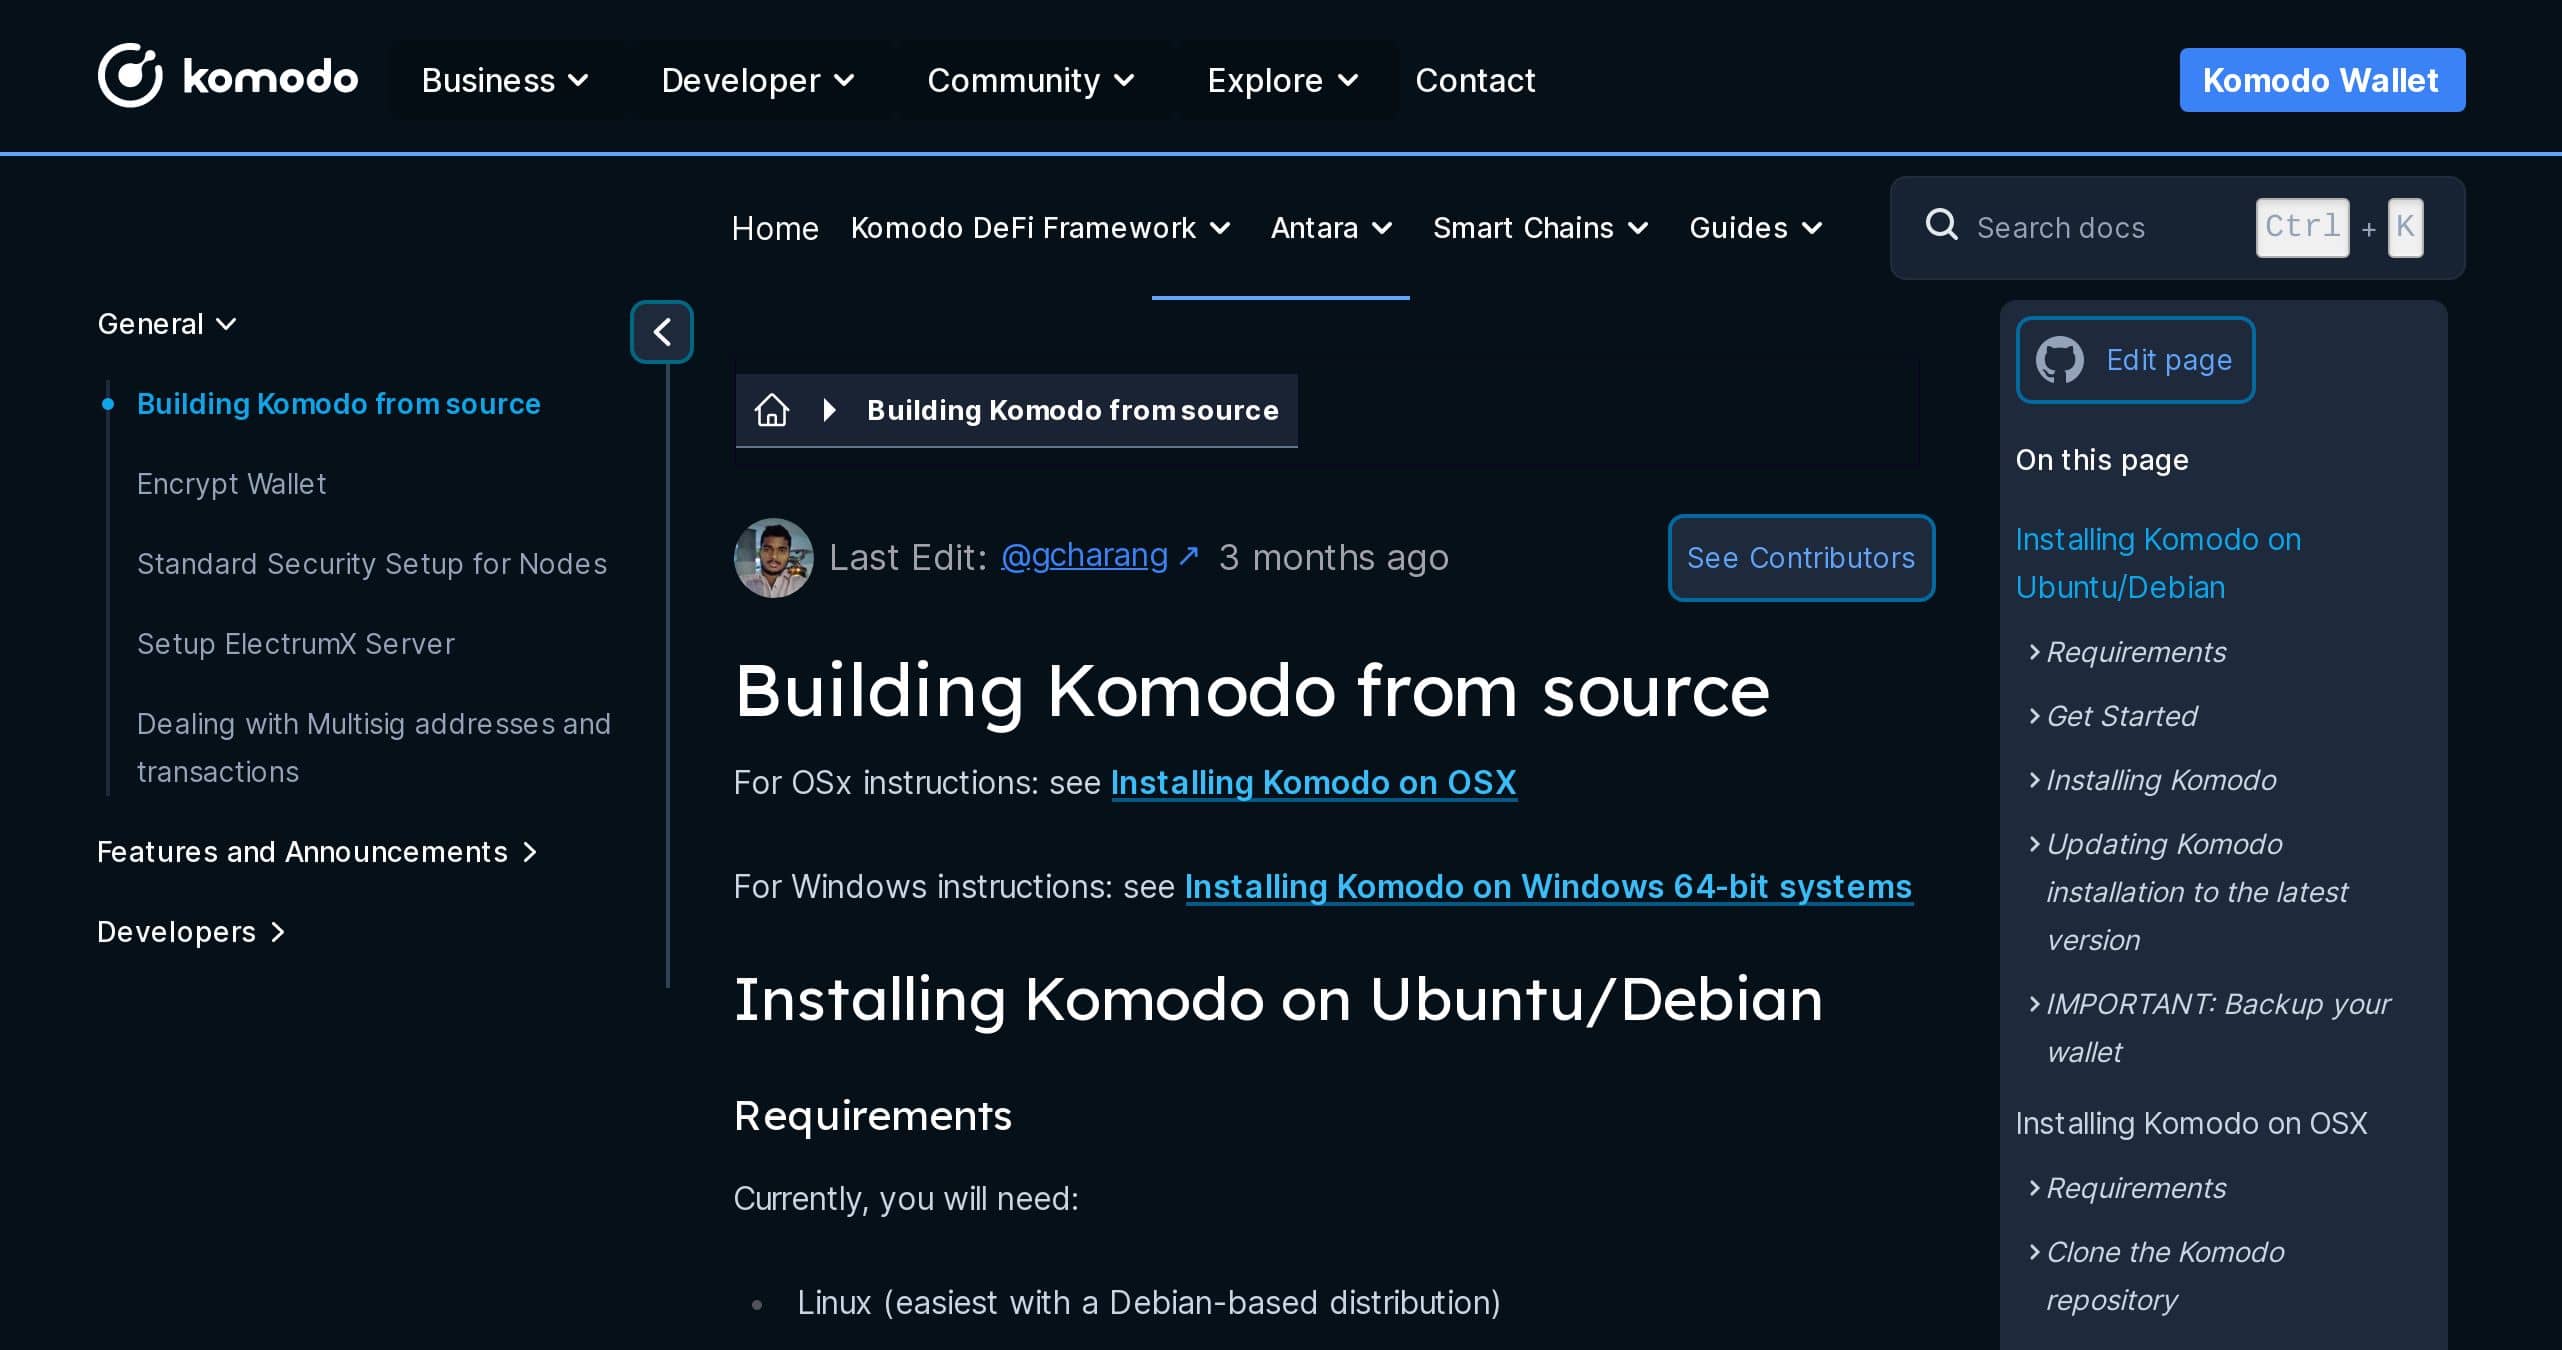 komodo
Business
Developer
Community
Explore
Contact
Komodo Wallet
Home
Komodo DeFi Framework
Antara
Smart Chains
Guides
Search docs
Ctrl + K
General
Building Komodo from source
Encrypt Wallet
Standard Security Setup for Nodes
Setup ElectrumX Server
Dealing with Multisig addresses and
transactions
Features and Announcements
Developers
Building Komodo from source
Last Edit: @gcharang ↗ 3 months ago
See Contributors
Building Komodo from source
For OSx instructions: see Installing Komodo on OSX
For Windows instructions: see Installing Komodo on Windows 64-bit systems
Installing Komodo on Ubuntu/Debian
Requirements
Currently, you will need:
Linux (easiest with a Debian-based distribution)
Edit page
On this page
Installing Komodo on
Ubuntu/Debian
Requirements
Get Started
Installing Komodo
Updating Komodo
installation to the latest
version
IMPORTANT: Backup your
wallet
Installing Komodo on OSX
Requirements
Clone the Komodo
repository